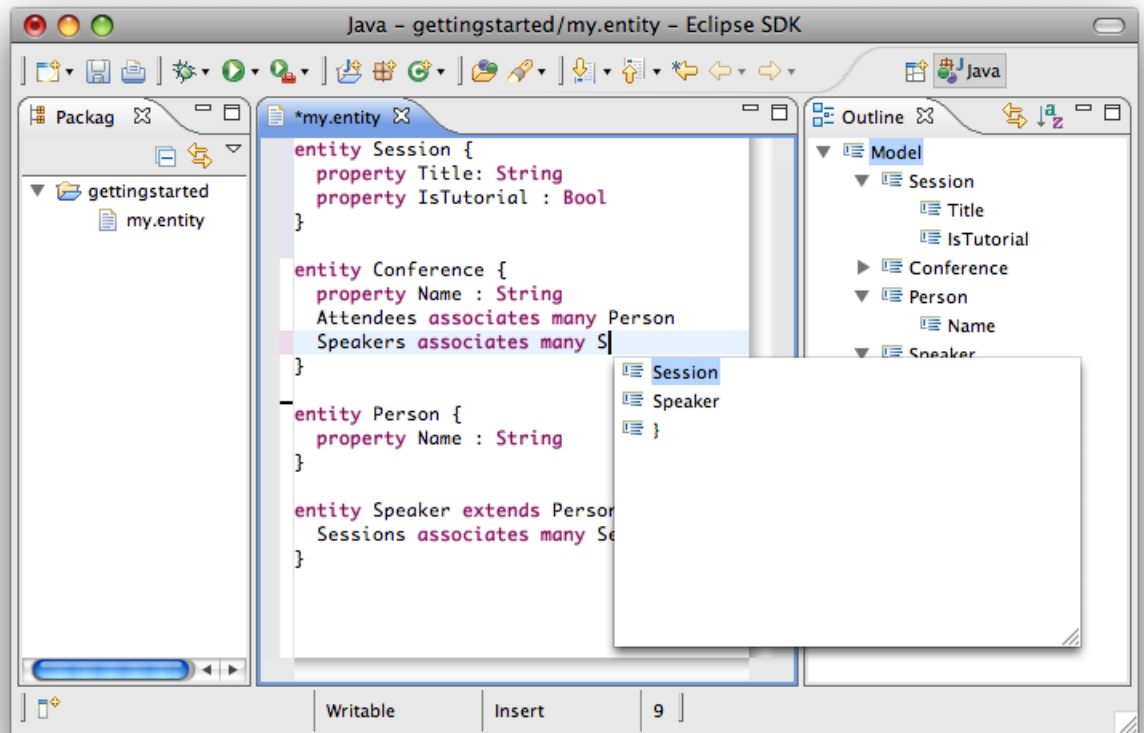 Java – gettingstarted/my.entity – Eclipse SDK
Java
Packag
*my.entity
Outline
gettingstarted
my.entity
entity Session {
property Title: String
property IsTutorial : Bool
}
entity Conference {
property Name : String
Attendees associates many Person
Speakers associates many S
}
entity Person {
property Name : String
}
entity Speaker extends Person
Sessions associates many Se
}
Session
Speaker
}
Model
Session
Title
IsTutorial
Conference
Person
Name
Speaker
Writable
Insert
9